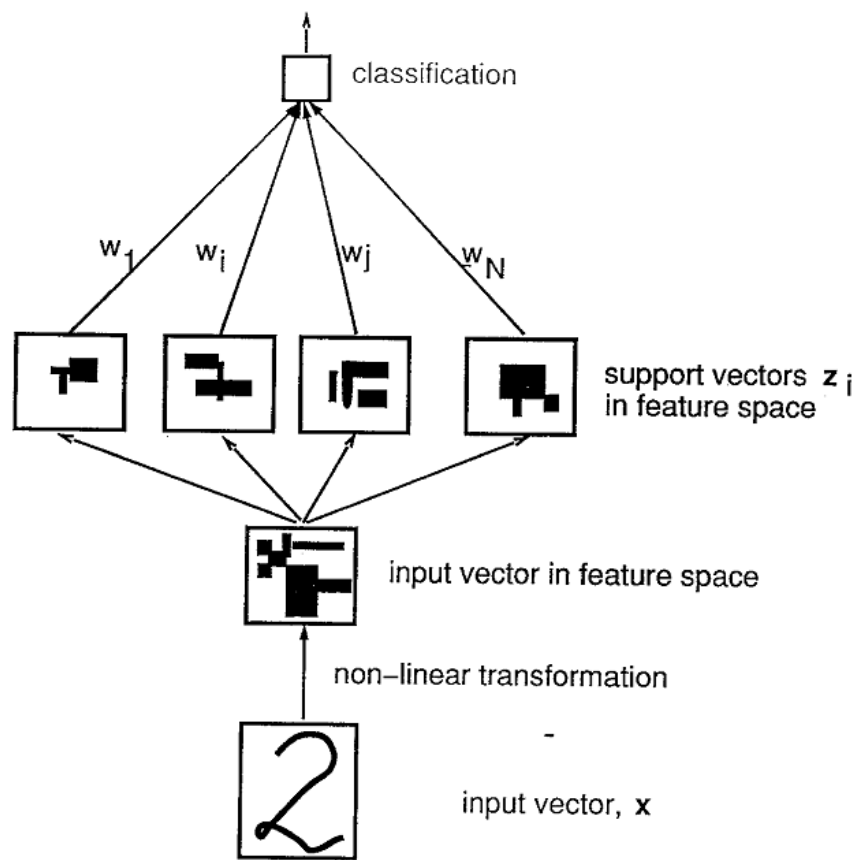 classification
w1 wi wj wN
support vectors zi
in feature space
input vector in feature space
non–linear transformation
input vector, x
2